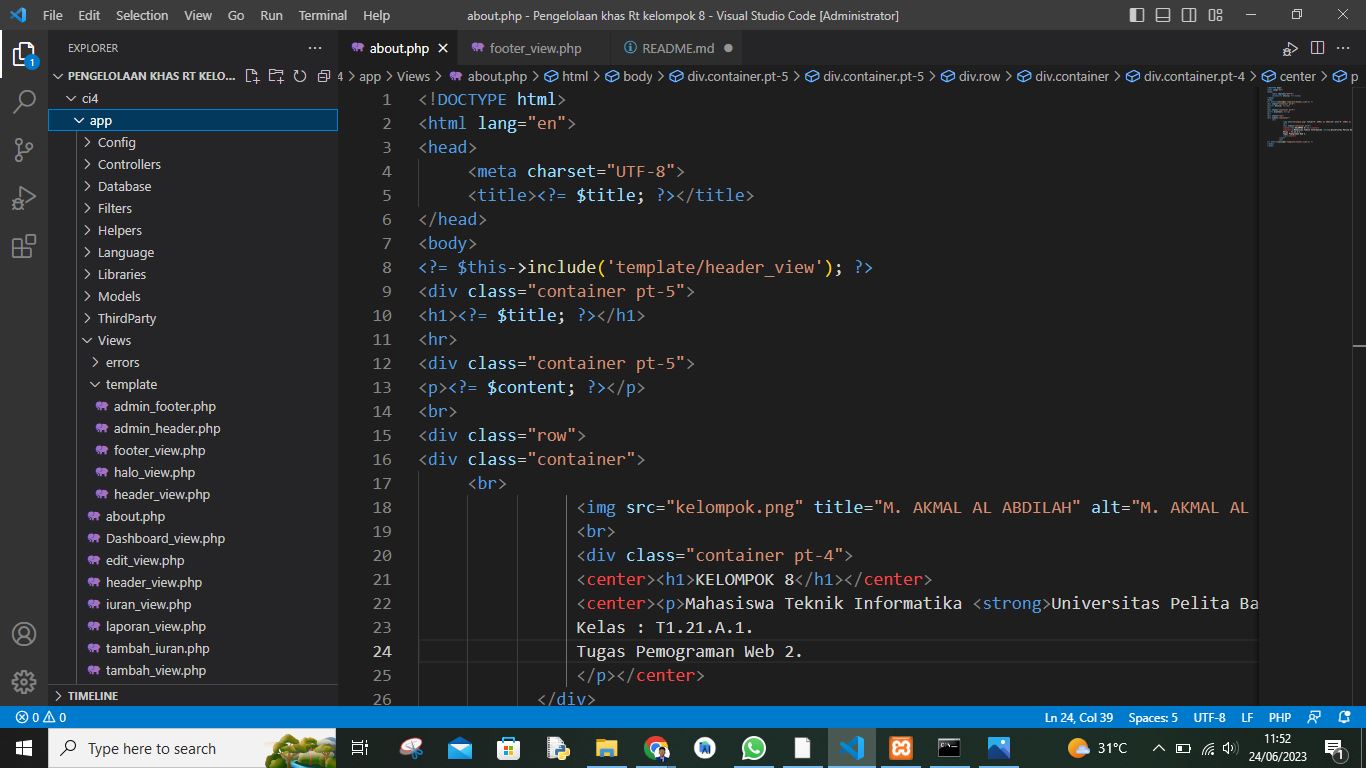 File Edit Selection View Go Run Terminal Help about.php - Pengelolaan khas Rt kelompok 8 - Visual Studio Code [Administrator]
EXPLORER
about.php footer_view.php README.md
PENGELOLAAN KHAS RT KELO...
4 > app > Views > about.php > html > body > div.container.pt-5 > div.container.pt-5 > div.row > div.container > div.container.pt-4 > center > p
1
ci4
app
Config
Controllers
Database
Filters
Helpers
Language
Libraries
Models
ThirdParty
Views
errors
template
admin_footer.php
admin_header.php
footer_view.php
halo_view.php
header_view.php
about.php
Dashboard_view.php
edit_view.php
header_view.php
iuran_view.php
laporan_view.php
tambah_iuran.php
tambah_view.php
TIMELINE
1 <!DOCTYPE html>
2 <html lang="en">
3 <head>
4 <meta charset="UTF-8">
5 <title><?= $title; ?></title>
6 </head>
7 <body>
8 <?= $this->include('template/header_view'); ?>
9 <div class="container pt-5">
10 <h1><?= $title; ?></h1>
11 <hr>
12 <div class="container pt-5">
13 <p><?= $content; ?></p>
14 <br>
15 <div class="row">
16 <div class="container">
17 <br>
18 <img src="kelompok.png" title="M. AKMAL AL ABDILAH" alt="M. AKMAL AL
19 <br>
20 <div class="container pt-4">
21 <center><h1>KELOMPOK 8</h1></center>
22 <center><p>Mahasiswa Teknik Informatika <strong>Universitas Pelita Ba
23 Kelas : T1.21.A.1.
24 Tugas Pemograman Web 2.
25 </p></center>
26 </div>
0 0 Ln 24, Col 39 Spaces: 5 UTF-8 LF PHP
Type here to search 31°C 11:52
24/06/2023 1